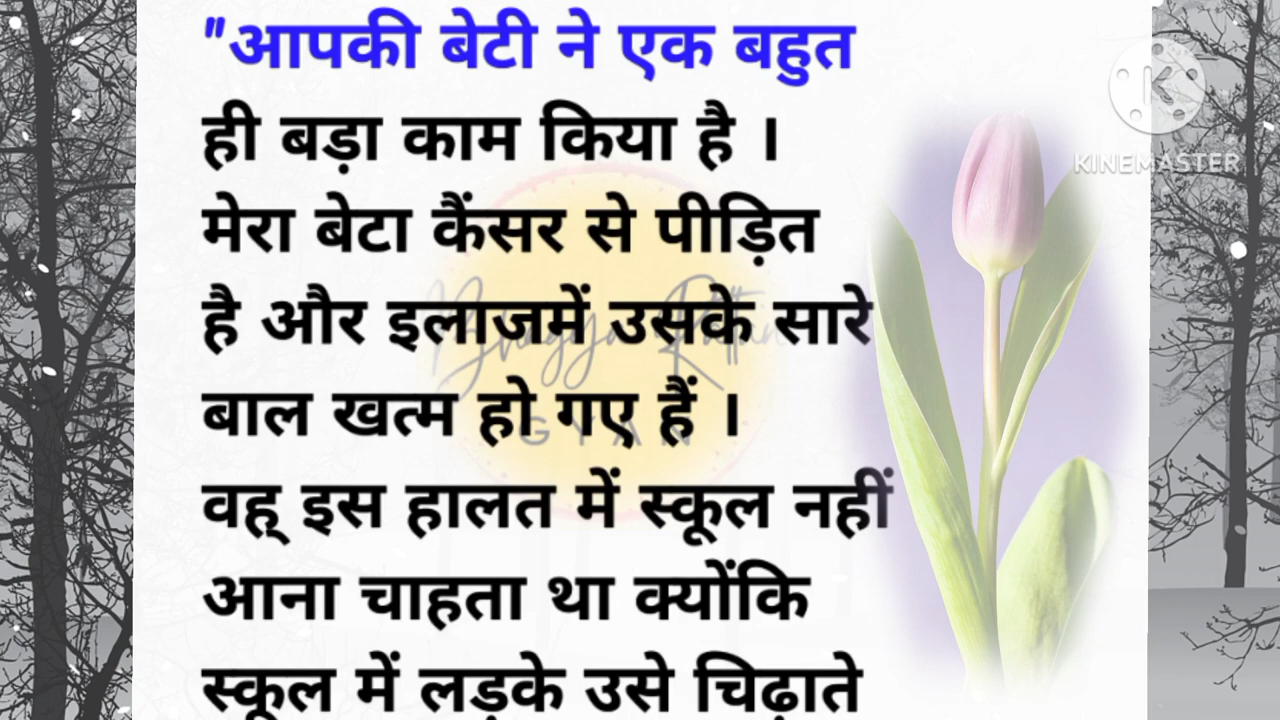 "आपकी बेटी ने एक बहुत
ही बड़ा काम किया है ।
मेरा बेटा कैंसर से पीड़ित
है और इलाजमें उसके सारे
बाल खत्म हो गए हैं ।
वह् इस हालत में स्कूल नहीं
आना चाहता था क्योंकि
स्कूल में लड़के उसे चिढ़ाते
KINEMASTER
GYAN